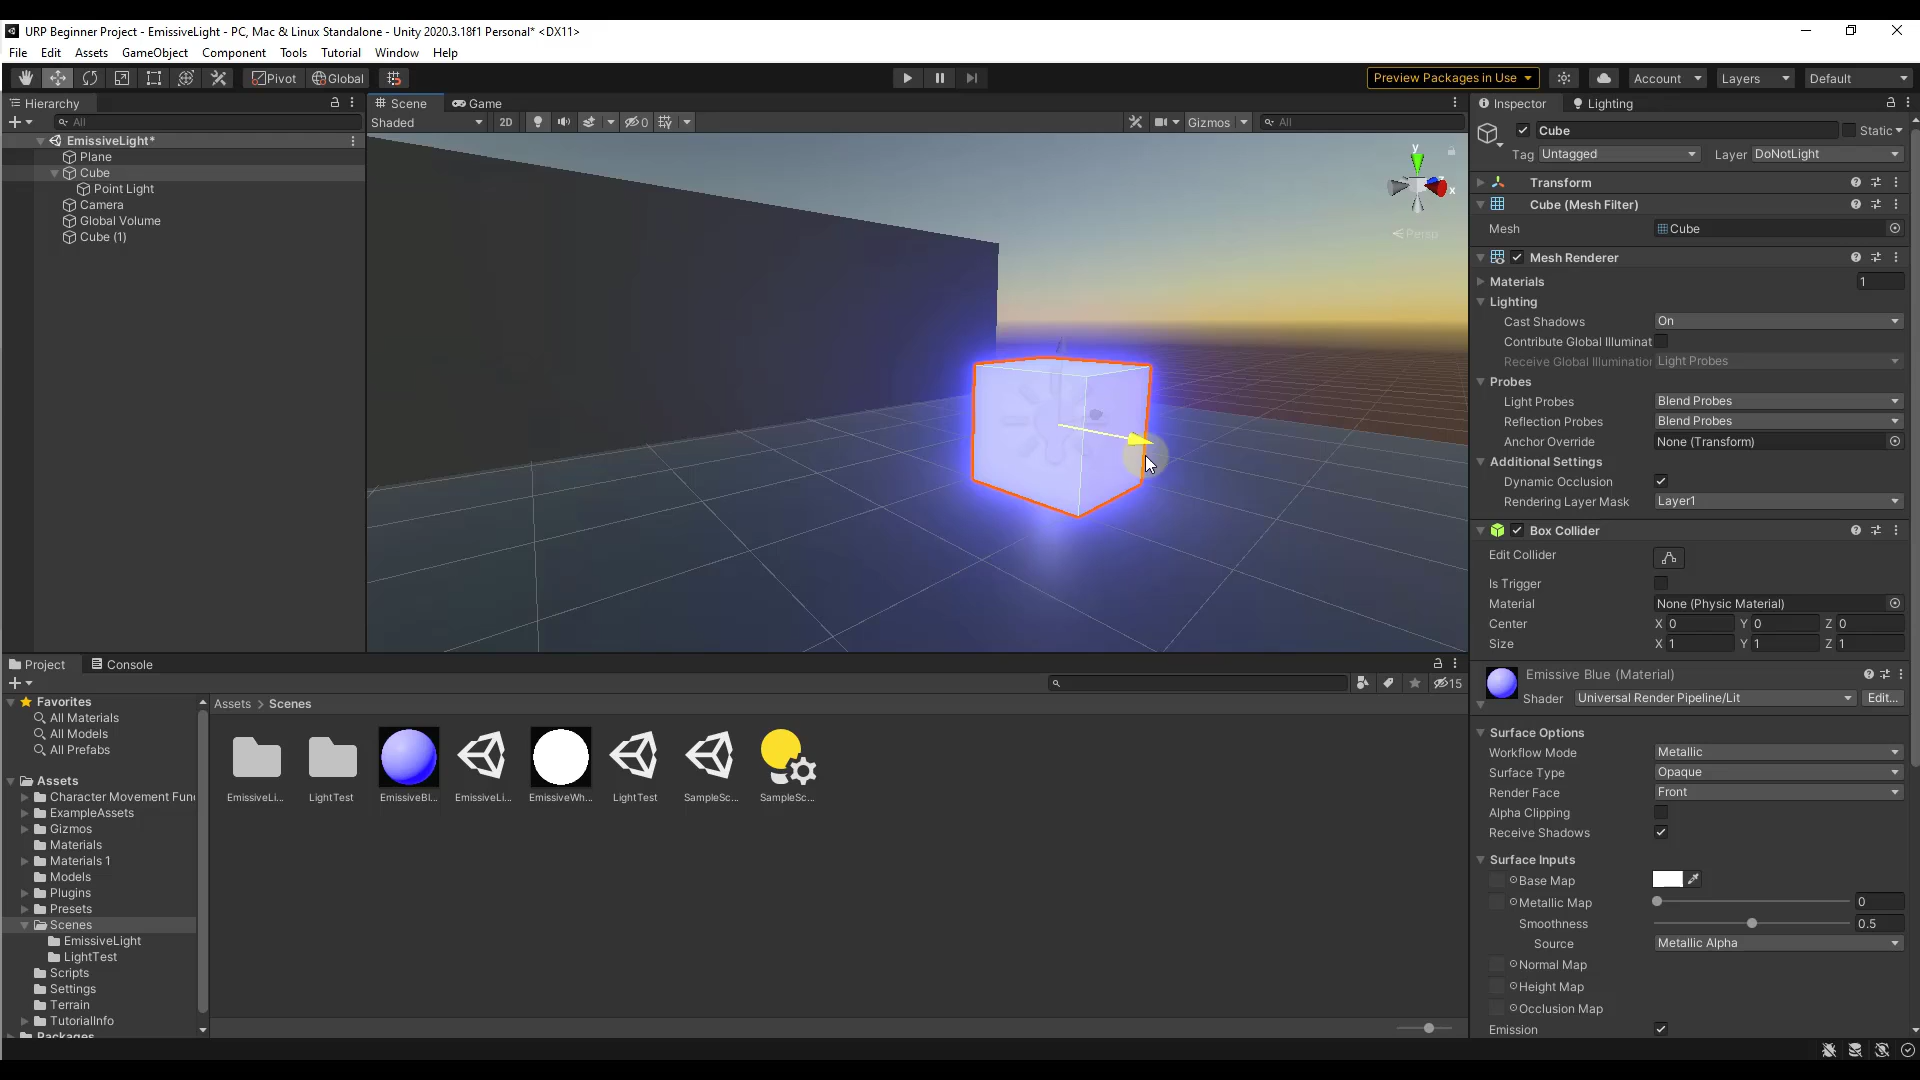 URP Beginner Project - EmissiveLight - PC, Mac & Linux Standalone - Unity 2020.3.18f1 Personal* <DX11>
File Edit Assets GameObject Component Tools Tutorial Window Help
Pivot Global Preview Packages in Use Account Layers Default
Hierarchy
All
EmissiveLight*
Plane
Cube
Point Light
Camera
Global Volume
Cube (1)
Scene Game
Shaded 2D 0 Gizmos All
y
x
Persp
Inspector Lighting
Cube Static
Tag Untagged Layer DoNotLight
Transform
Cube (Mesh Filter)
Mesh Cube
Mesh Renderer
Materials 1
Lighting
Cast Shadows On
Contribute Global Illuminat
Receive Global Illumination Light Probes
Probes
Light Probes Blend Probes
Reflection Probes Blend Probes
Anchor Override None (Transform)
Additional Settings
Dynamic Occlusion
Rendering Layer Mask Layer1
Box Collider
Edit Collider
Is Trigger
Material None (Physic Material)
Center X 0 Y 0 Z 0
Size X 1 Y 1 Z 1
Emissive Blue (Material)
Shader Universal Render Pipeline/Lit Edit...
Surface Options
Workflow Mode Metallic
Surface Type Opaque
Render Face Front
Alpha Clipping
Receive Shadows
Surface Inputs
Base Map
Metallic Map 0
Smoothness 0.5
Source Metallic Alpha
Normal Map
Height Map
Occlusion Map
Emission
Project Console
15
Favorites
All Materials
All Models
All Prefabs
Assets
Character Movement Fun
ExampleAssets
Gizmos
Materials
Materials 1
Models
Plugins
Presets
Scenes
EmissiveLight
LightTest
Scripts
Settings
Terrain
TutorialInfo
Packages
Assets > Scenes
EmissiveLi... LightTest EmissiveBl... EmissiveLi... EmissiveWh... LightTest SampleSc... SampleSc...